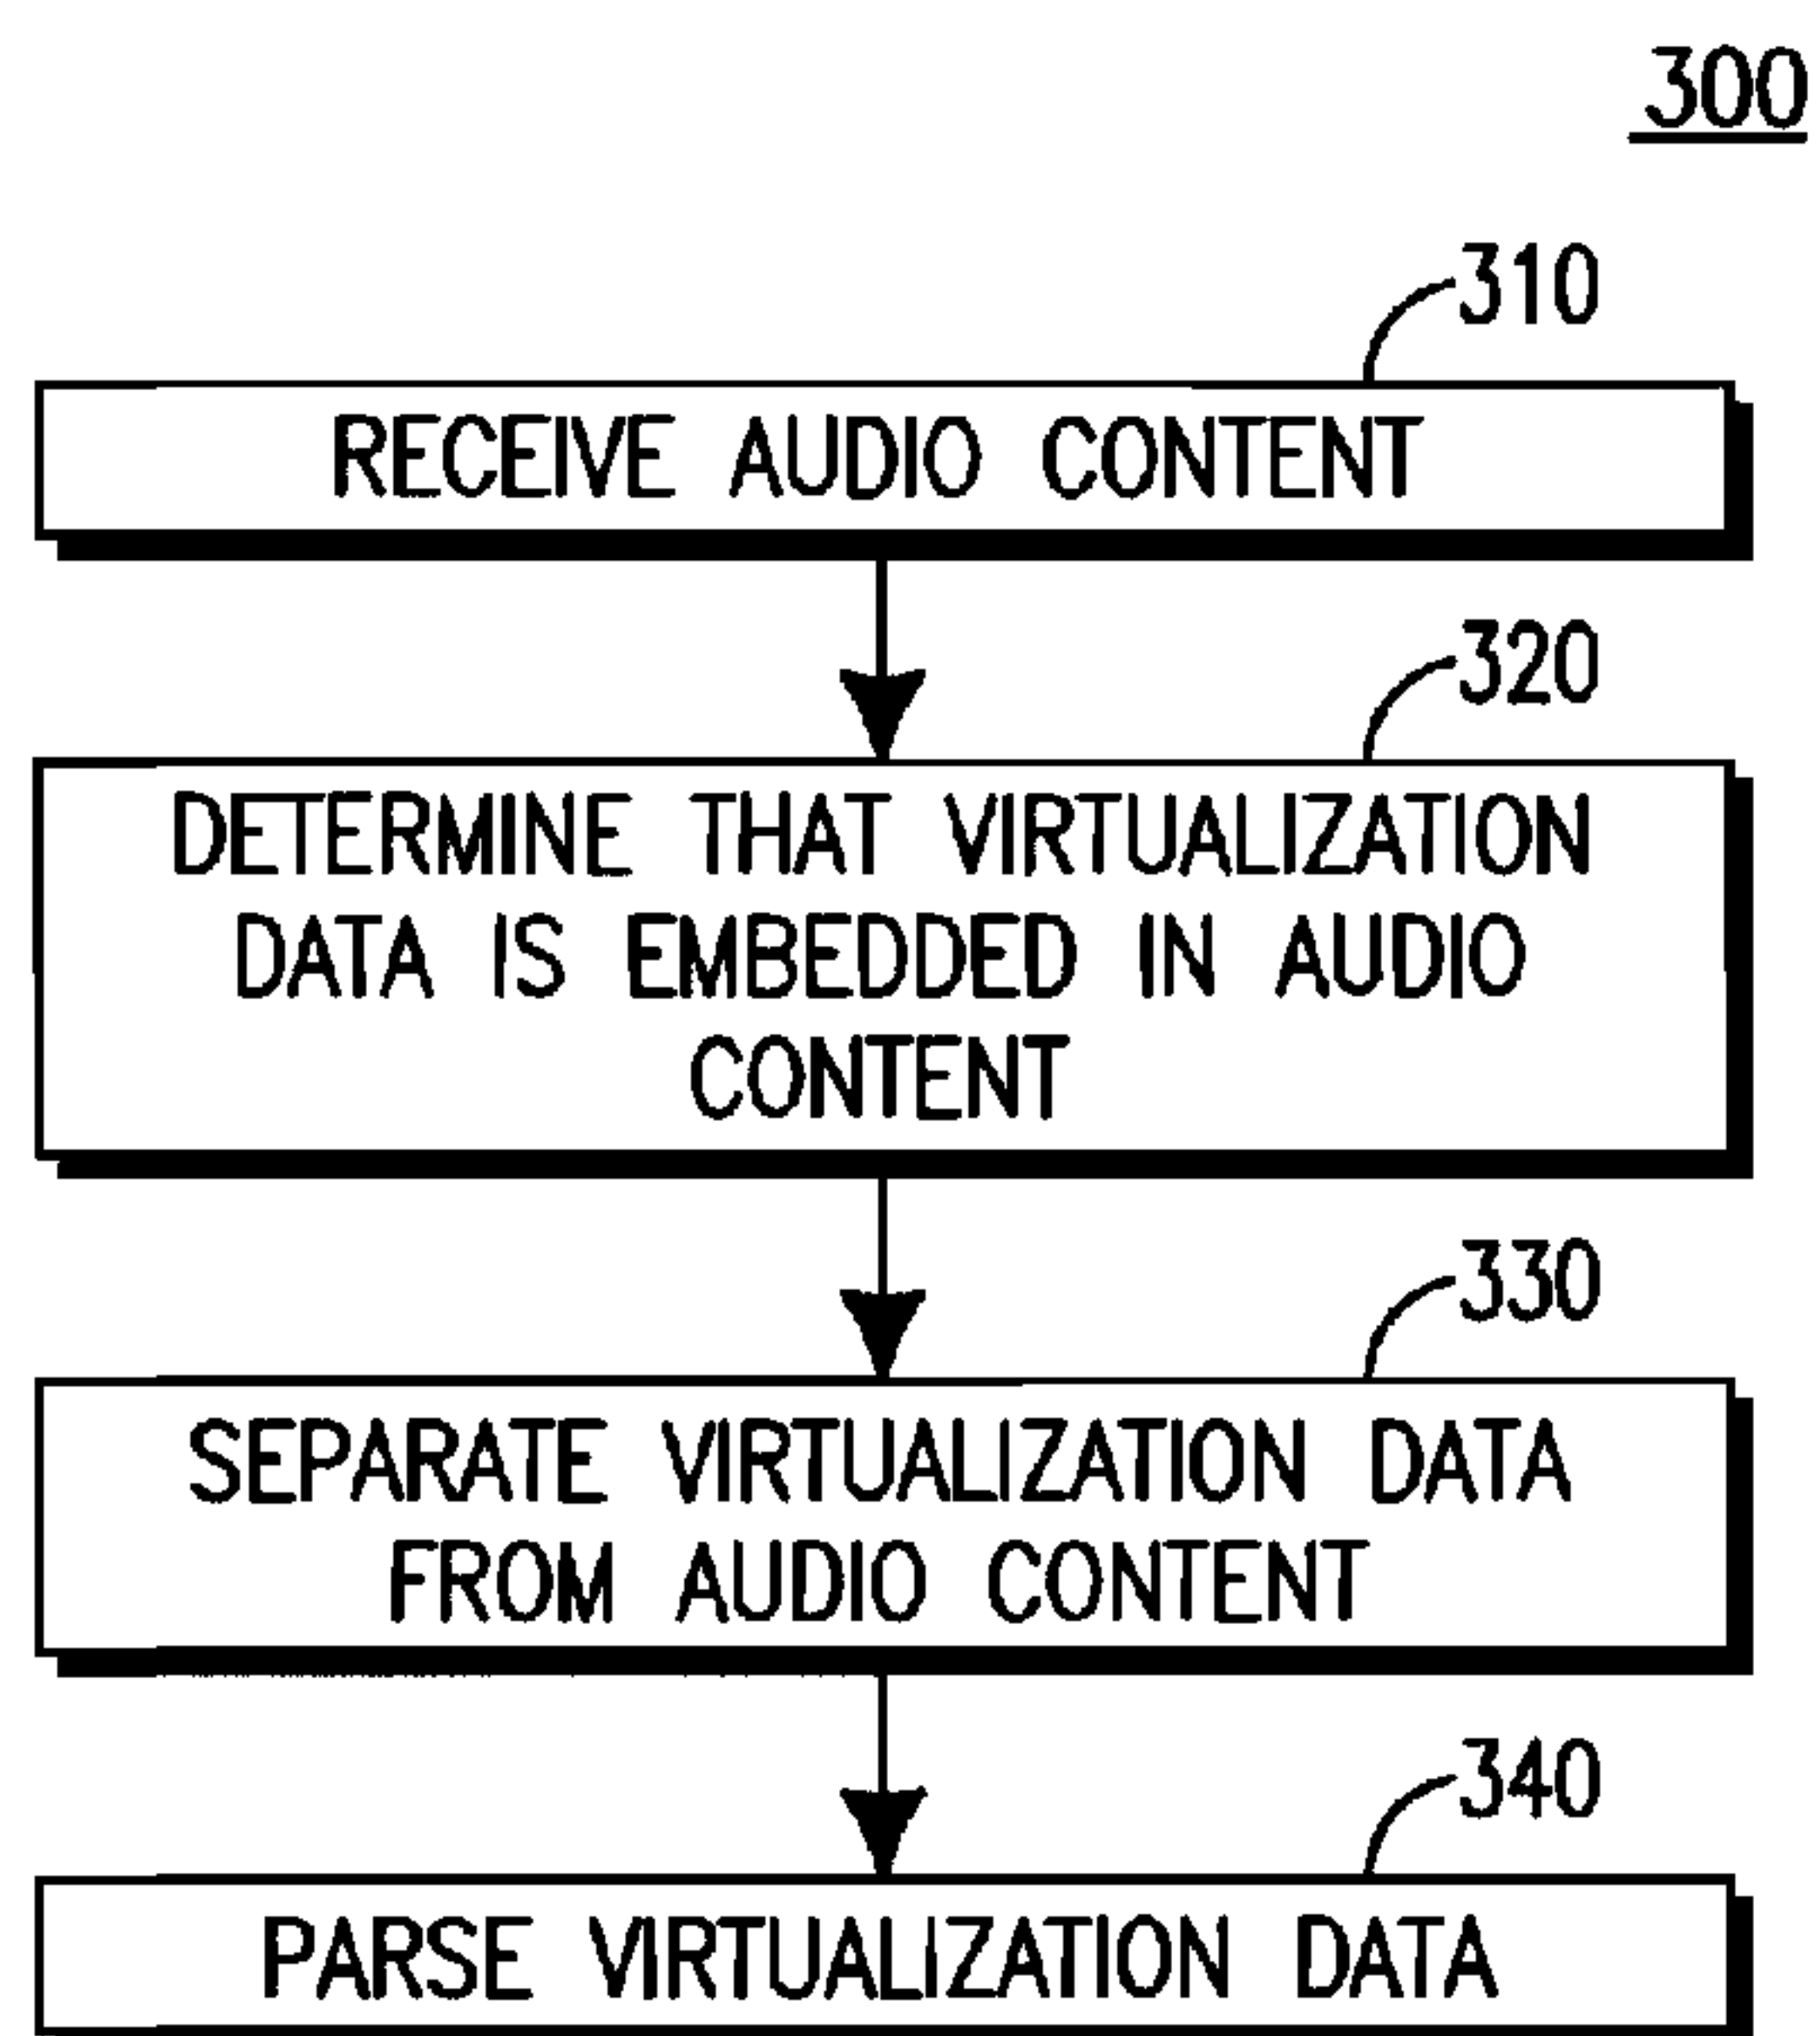 300
310
RECEIVE AUDIO CONTENT
320
DETERMINE THAT VIRTUALIZATION
DATA IS EMBEDDED IN AUDIO
CONTENT
330
SEPARATE VIRTUALIZATION DATA
FROM AUDIO CONTENT
340
PARSE VIRTUALIZATION DATA